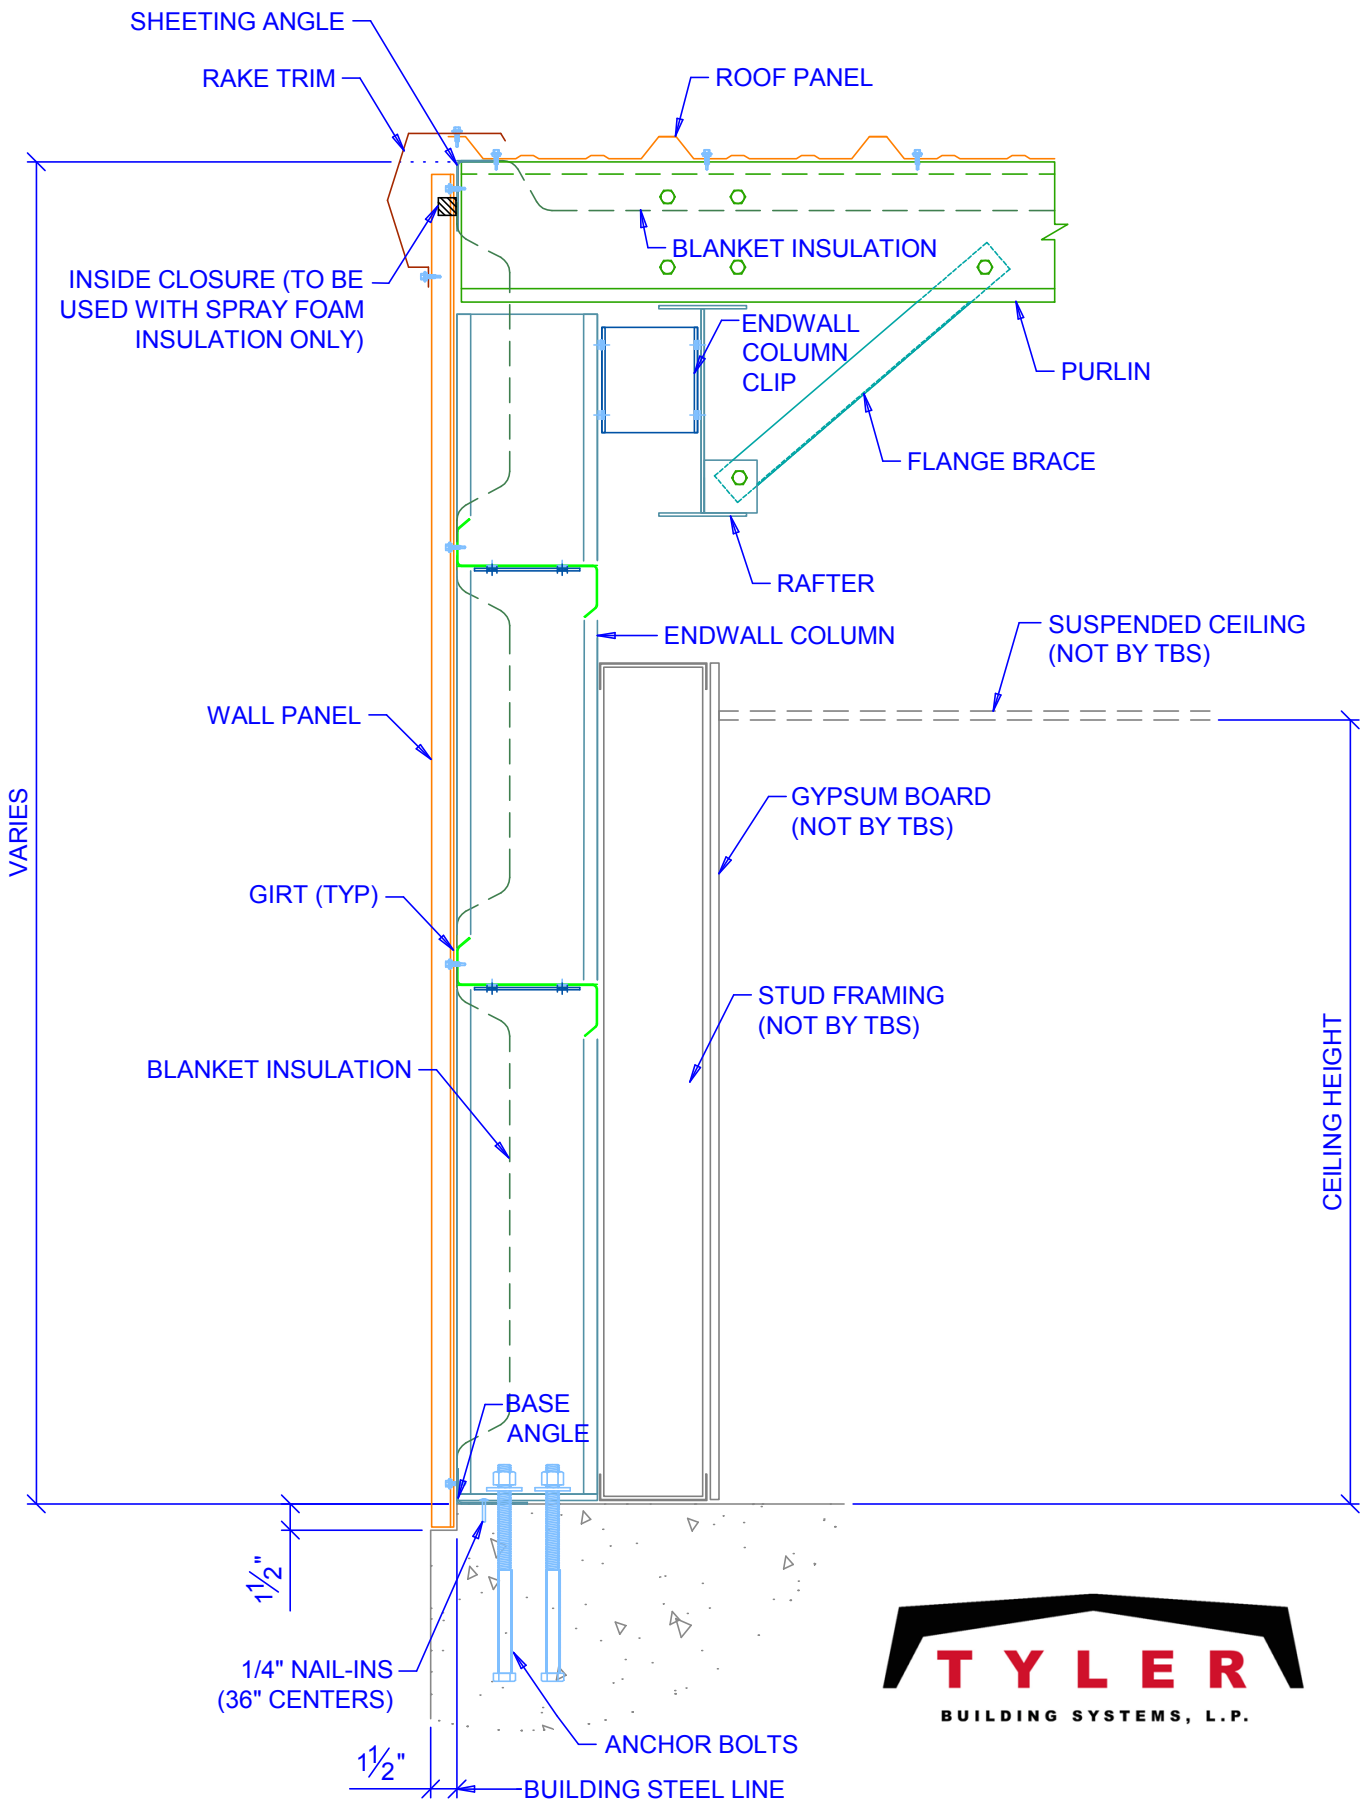 SHEETING ANGLE
RAKE TRIM
ROOF PANEL
BLANKET INSULATION
INSIDE CLOSURE (TO BE
USED WITH SPRAY FOAM
INSULATION ONLY)
ENDWALL
COLUMN
CLIP
PURLIN
FLANGE BRACE
RAFTER
ENDWALL COLUMN
SUSPENDED CEILING
(NOT BY TBS)
WALL PANEL
VARIES
GYPSUM BOARD
(NOT BY TBS)
GIRT (TYP)
STUD FRAMING
(NOT BY TBS)
BLANKET INSULATION
CEILING HEIGHT
BASE
ANGLE
1½"
1/4" NAIL-INS
(36" CENTERS)
ANCHOR BOLTS
1½"
BUILDING STEEL LINE
TYLER
BUILDING SYSTEMS, L.P.